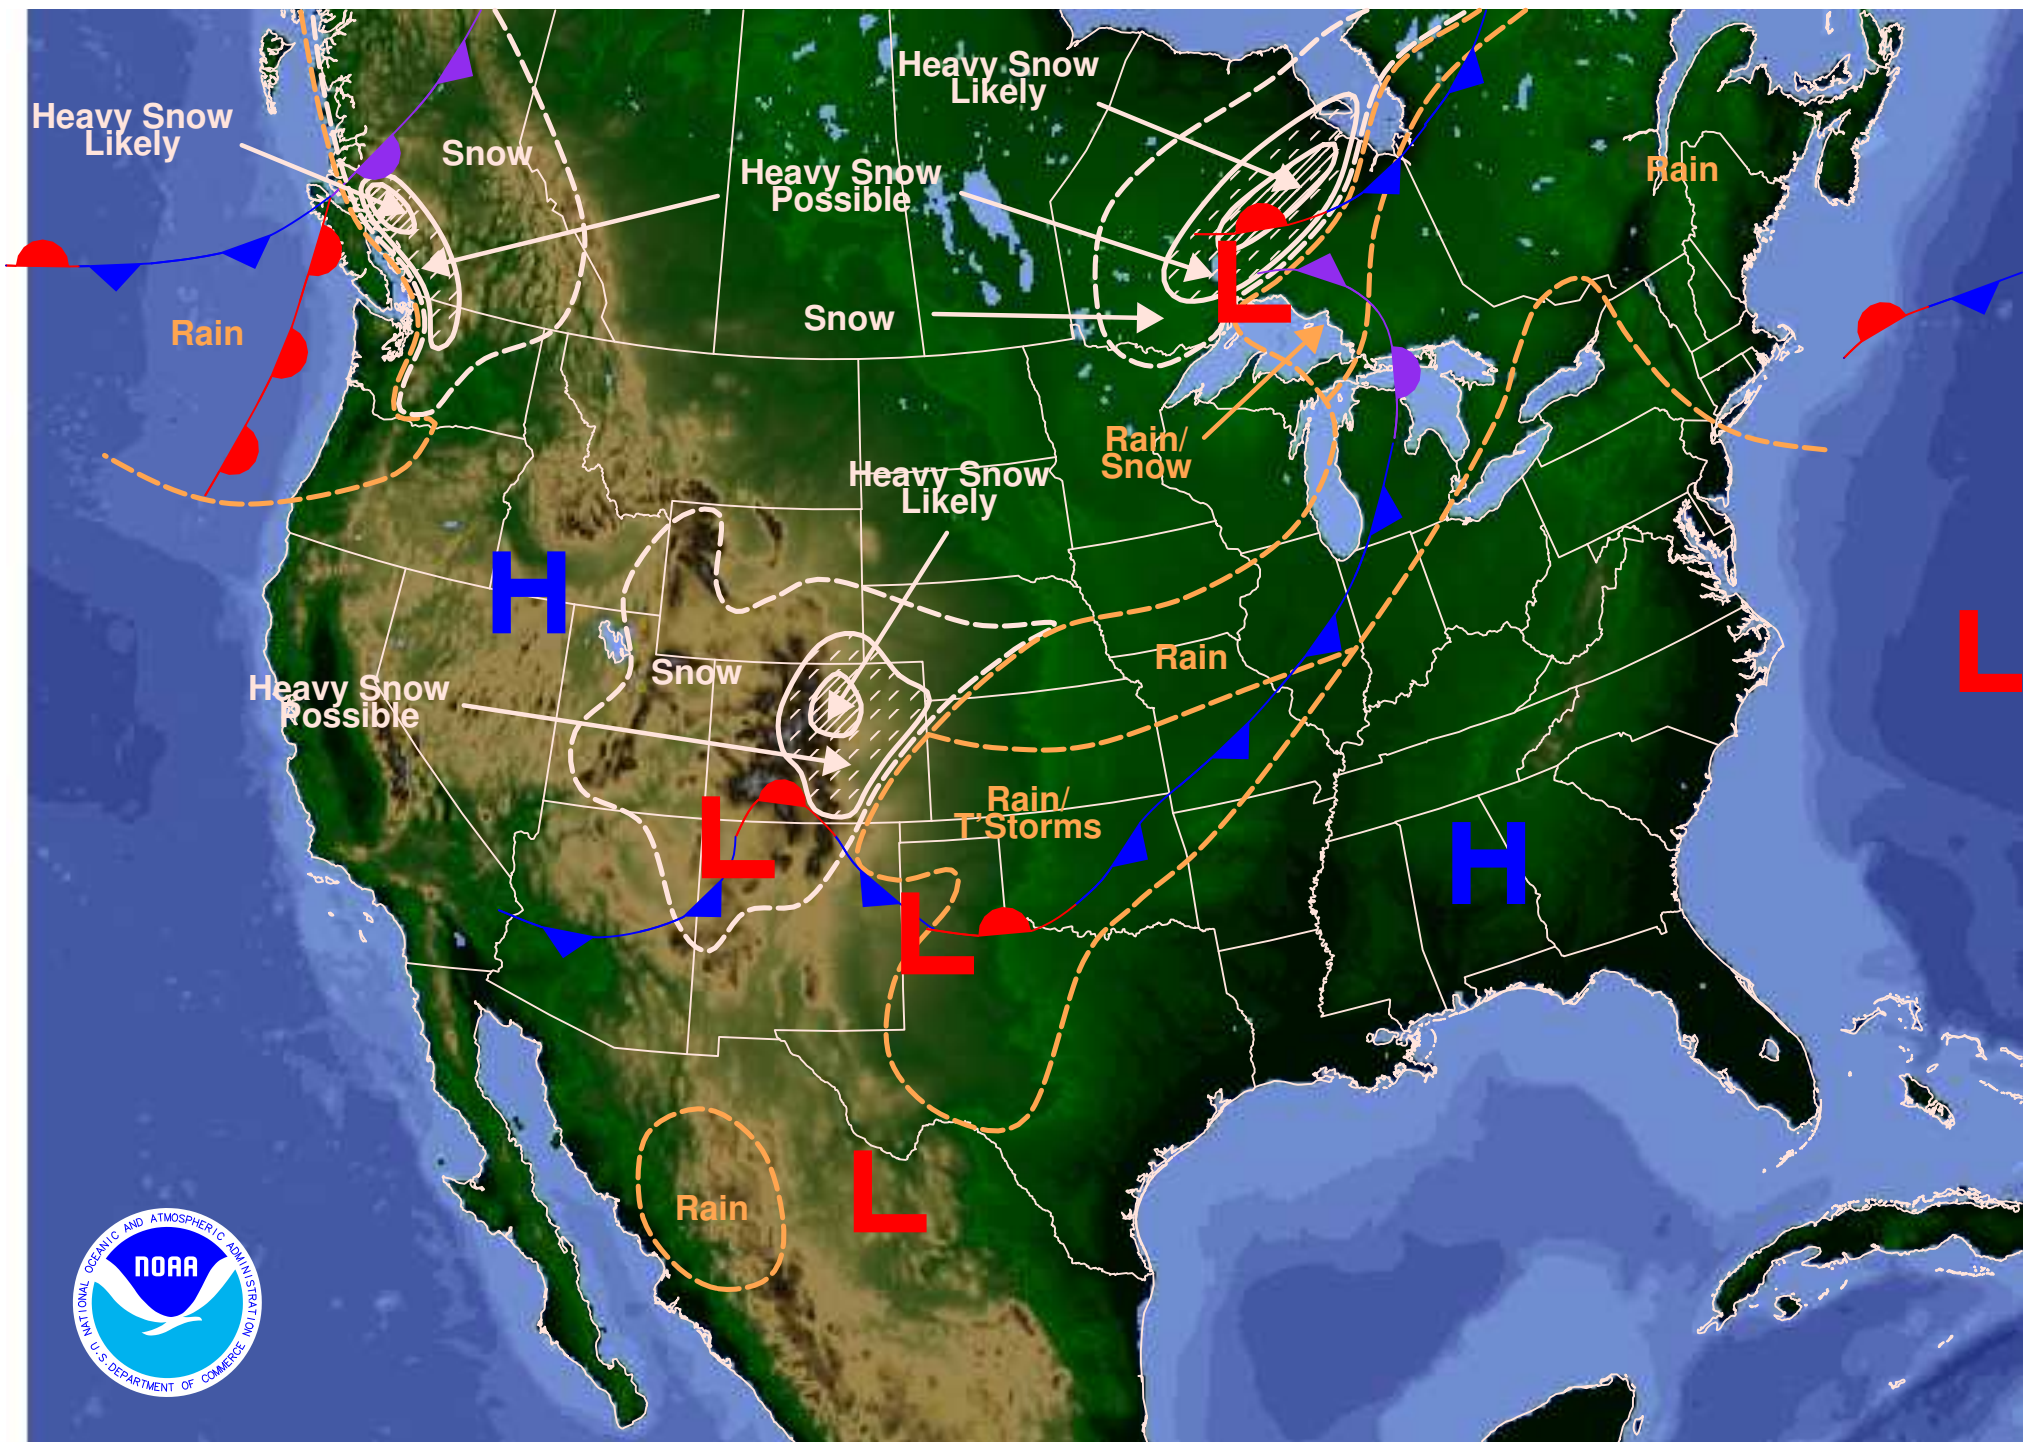 Heavy Snow
Likely
Heavy Snow
Likely
Snow
Heavy Snow
Possible
Rain
Rain
Snow
L
Rain/
Snow
Heavy Snow
Likely
H
L
Rain
Snow
Heavy Snow
Possible
Rain/
T'Storms
L
H
L
L
Rain
NATIONAL OCEANIC AND ATMOSPHERIC ADMINISTRATION
NOAA
U.S. DEPARTMENT OF COMMERCE